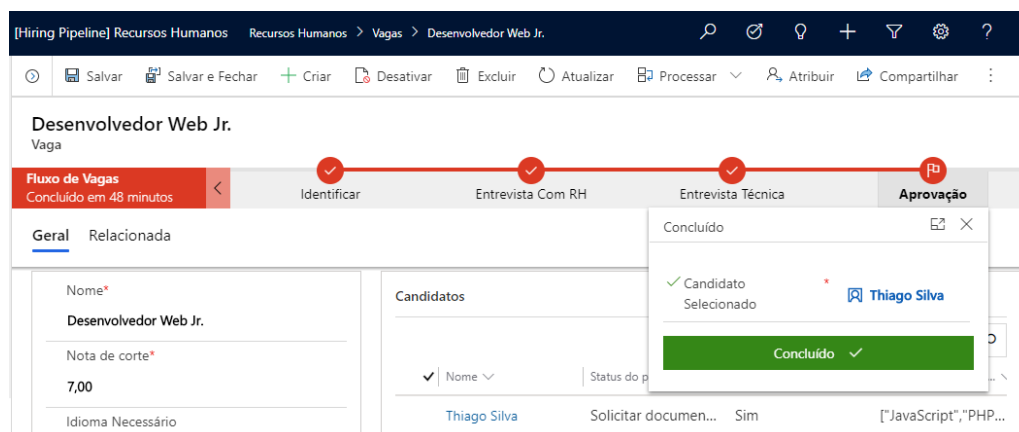 [Hiring Pipeline] Recursos Humanos Recursos Humanos > Vagas > Desenvolvedor Web Jr.
Salvar Salvar e Fechar Criar Desativar Excluir Atualizar Processar Atribuir Compartilhar
Desenvolvedor Web Jr.
Vaga
Fluxo de Vagas
Concluído em 48 minutos
Identificar Entrevista Com RH Entrevista Técnica Aprovação
Geral Relacionada
Concluído
Candidato
Selecionado * Thiago Silva
Concluído
Nome*
Desenvolvedor Web Jr.
Nota de corte*
7,00
Idioma Necessário
Candidatos
Nome Status do
Thiago Silva Solicitar documen... Sim ["JavaScript","PHP...